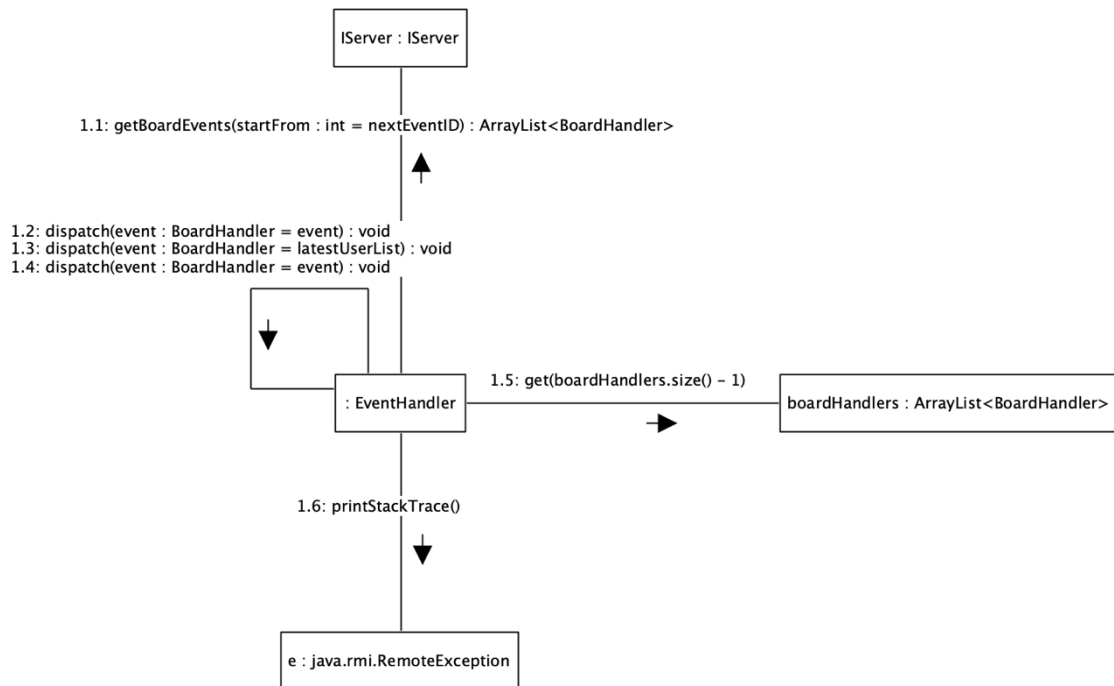 IServer : IServer
1.1: getBoardEvents(startFrom : int = nextEventID) : ArrayList<BoardHandler>
1.2: dispatch(event : BoardHandler = event) : void
1.3: dispatch(event : BoardHandler = latestUserList) : void
1.4: dispatch(event : BoardHandler = event) : void
1.5: get(boardHandlers.size() - 1)
: EventHandler
boardHandlers : ArrayList<BoardHandler>
1.6: printStackTrace()
e : java.rmi.RemoteException